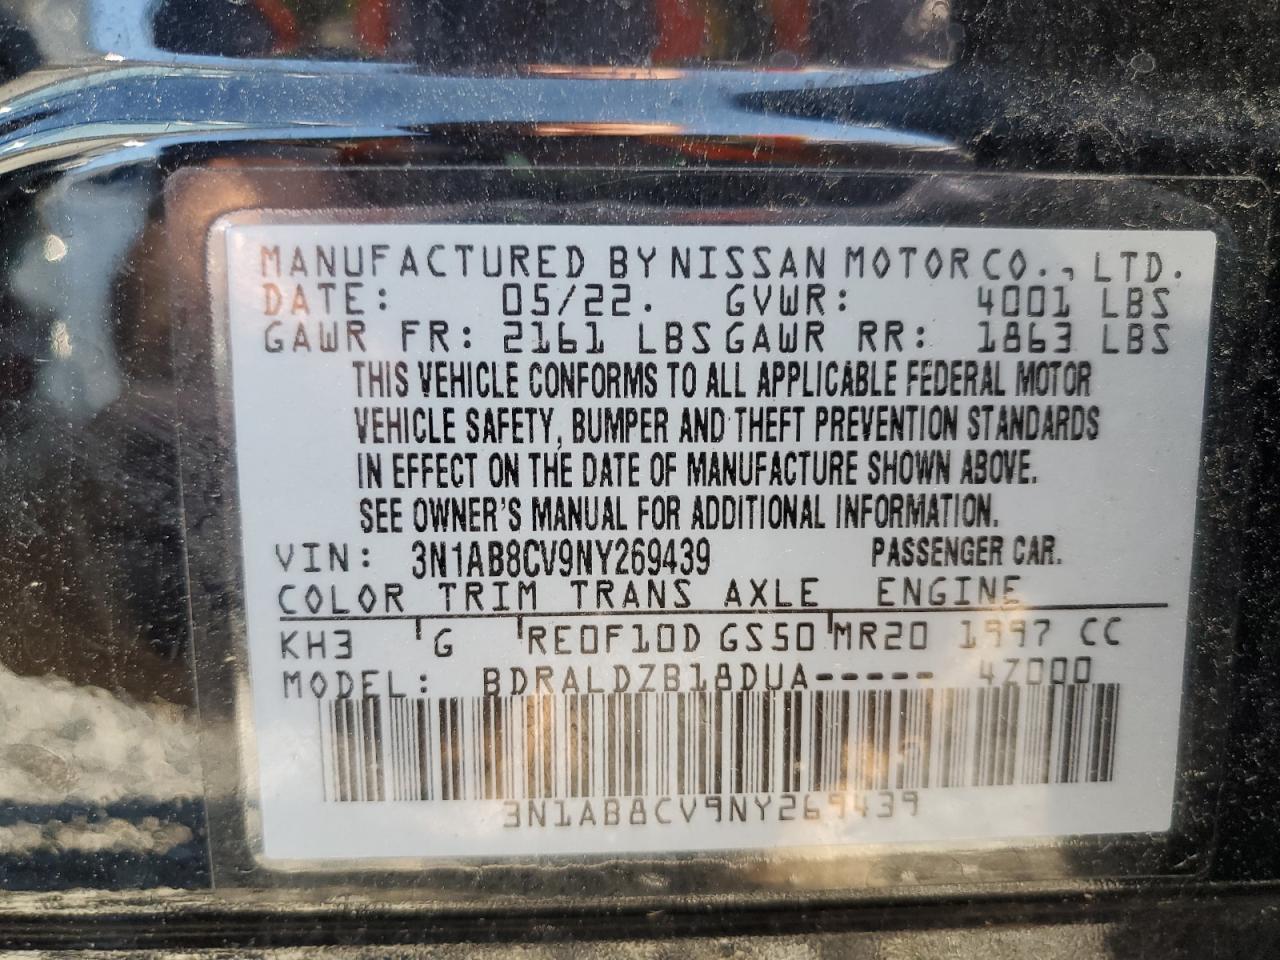 MANUFACTURED BY NISSAN MOTOR CO., LTD.
DATE: 05/22. GVWR: 4001 LBS
GAWR FR: 2161 LBS GAWR RR: 1863 LBS
THIS VEHICLE CONFORMS TO ALL APPLICABLE FEDERAL MOTOR
VEHICLE SAFETY, BUMPER AND THEFT PREVENTION STANDARDS
IN EFFECT ON THE DATE OF MANUFACTURE SHOWN ABOVE.
SEE OWNER'S MANUAL FOR ADDITIONAL INFORMATION.
VIN: 3N1AB8CV9NY269439 PASSENGER CAR.
COLOR TRIM TRANS AXLE ENGINE
KH3 G RE0F10D GS50 MR20 1997 CC
MODEL: BDRALDZB18DUA----- 4Z000
3N1AB8CV9NY269439